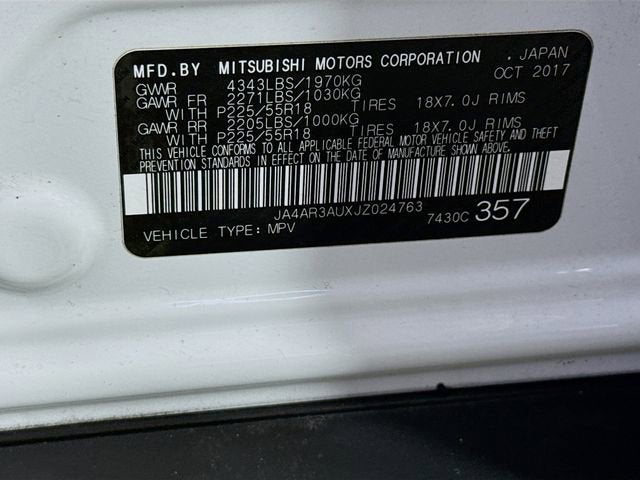 MFD.BY MITSUBISHI MOTORS CORPORATION , JAPAN
GVWR 4343LBS/1970KG OCT 2017
GAWR FR 2271LBS/1030KG
WITH P225/55R18 TIRES 18X7.0J RIMS
GAWR RR 2205LBS/1000KG
WITH P225/55R18 TIRES 18X7.0J RIMS
THIS VEHICLE CONFORMS TO ALL APPLICABLE FEDERAL MOTOR VEHICLE SAFETY AND THEFT
PREVENTION STANDARDS IN EFFECT ON THE DATE OF MANUFACTURE SHOWN ABOVE.
JA4AR3AUXJZ024763
VEHICLE TYPE: MPV 7430C 357